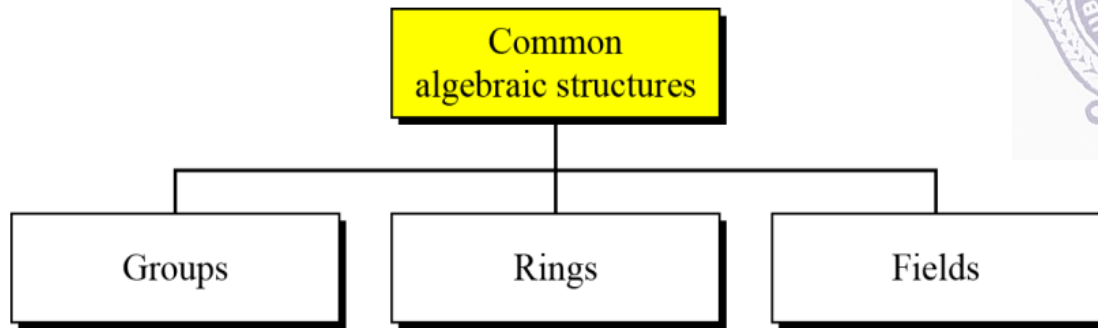 Common
algebraic structures
Groups
Rings
Fields